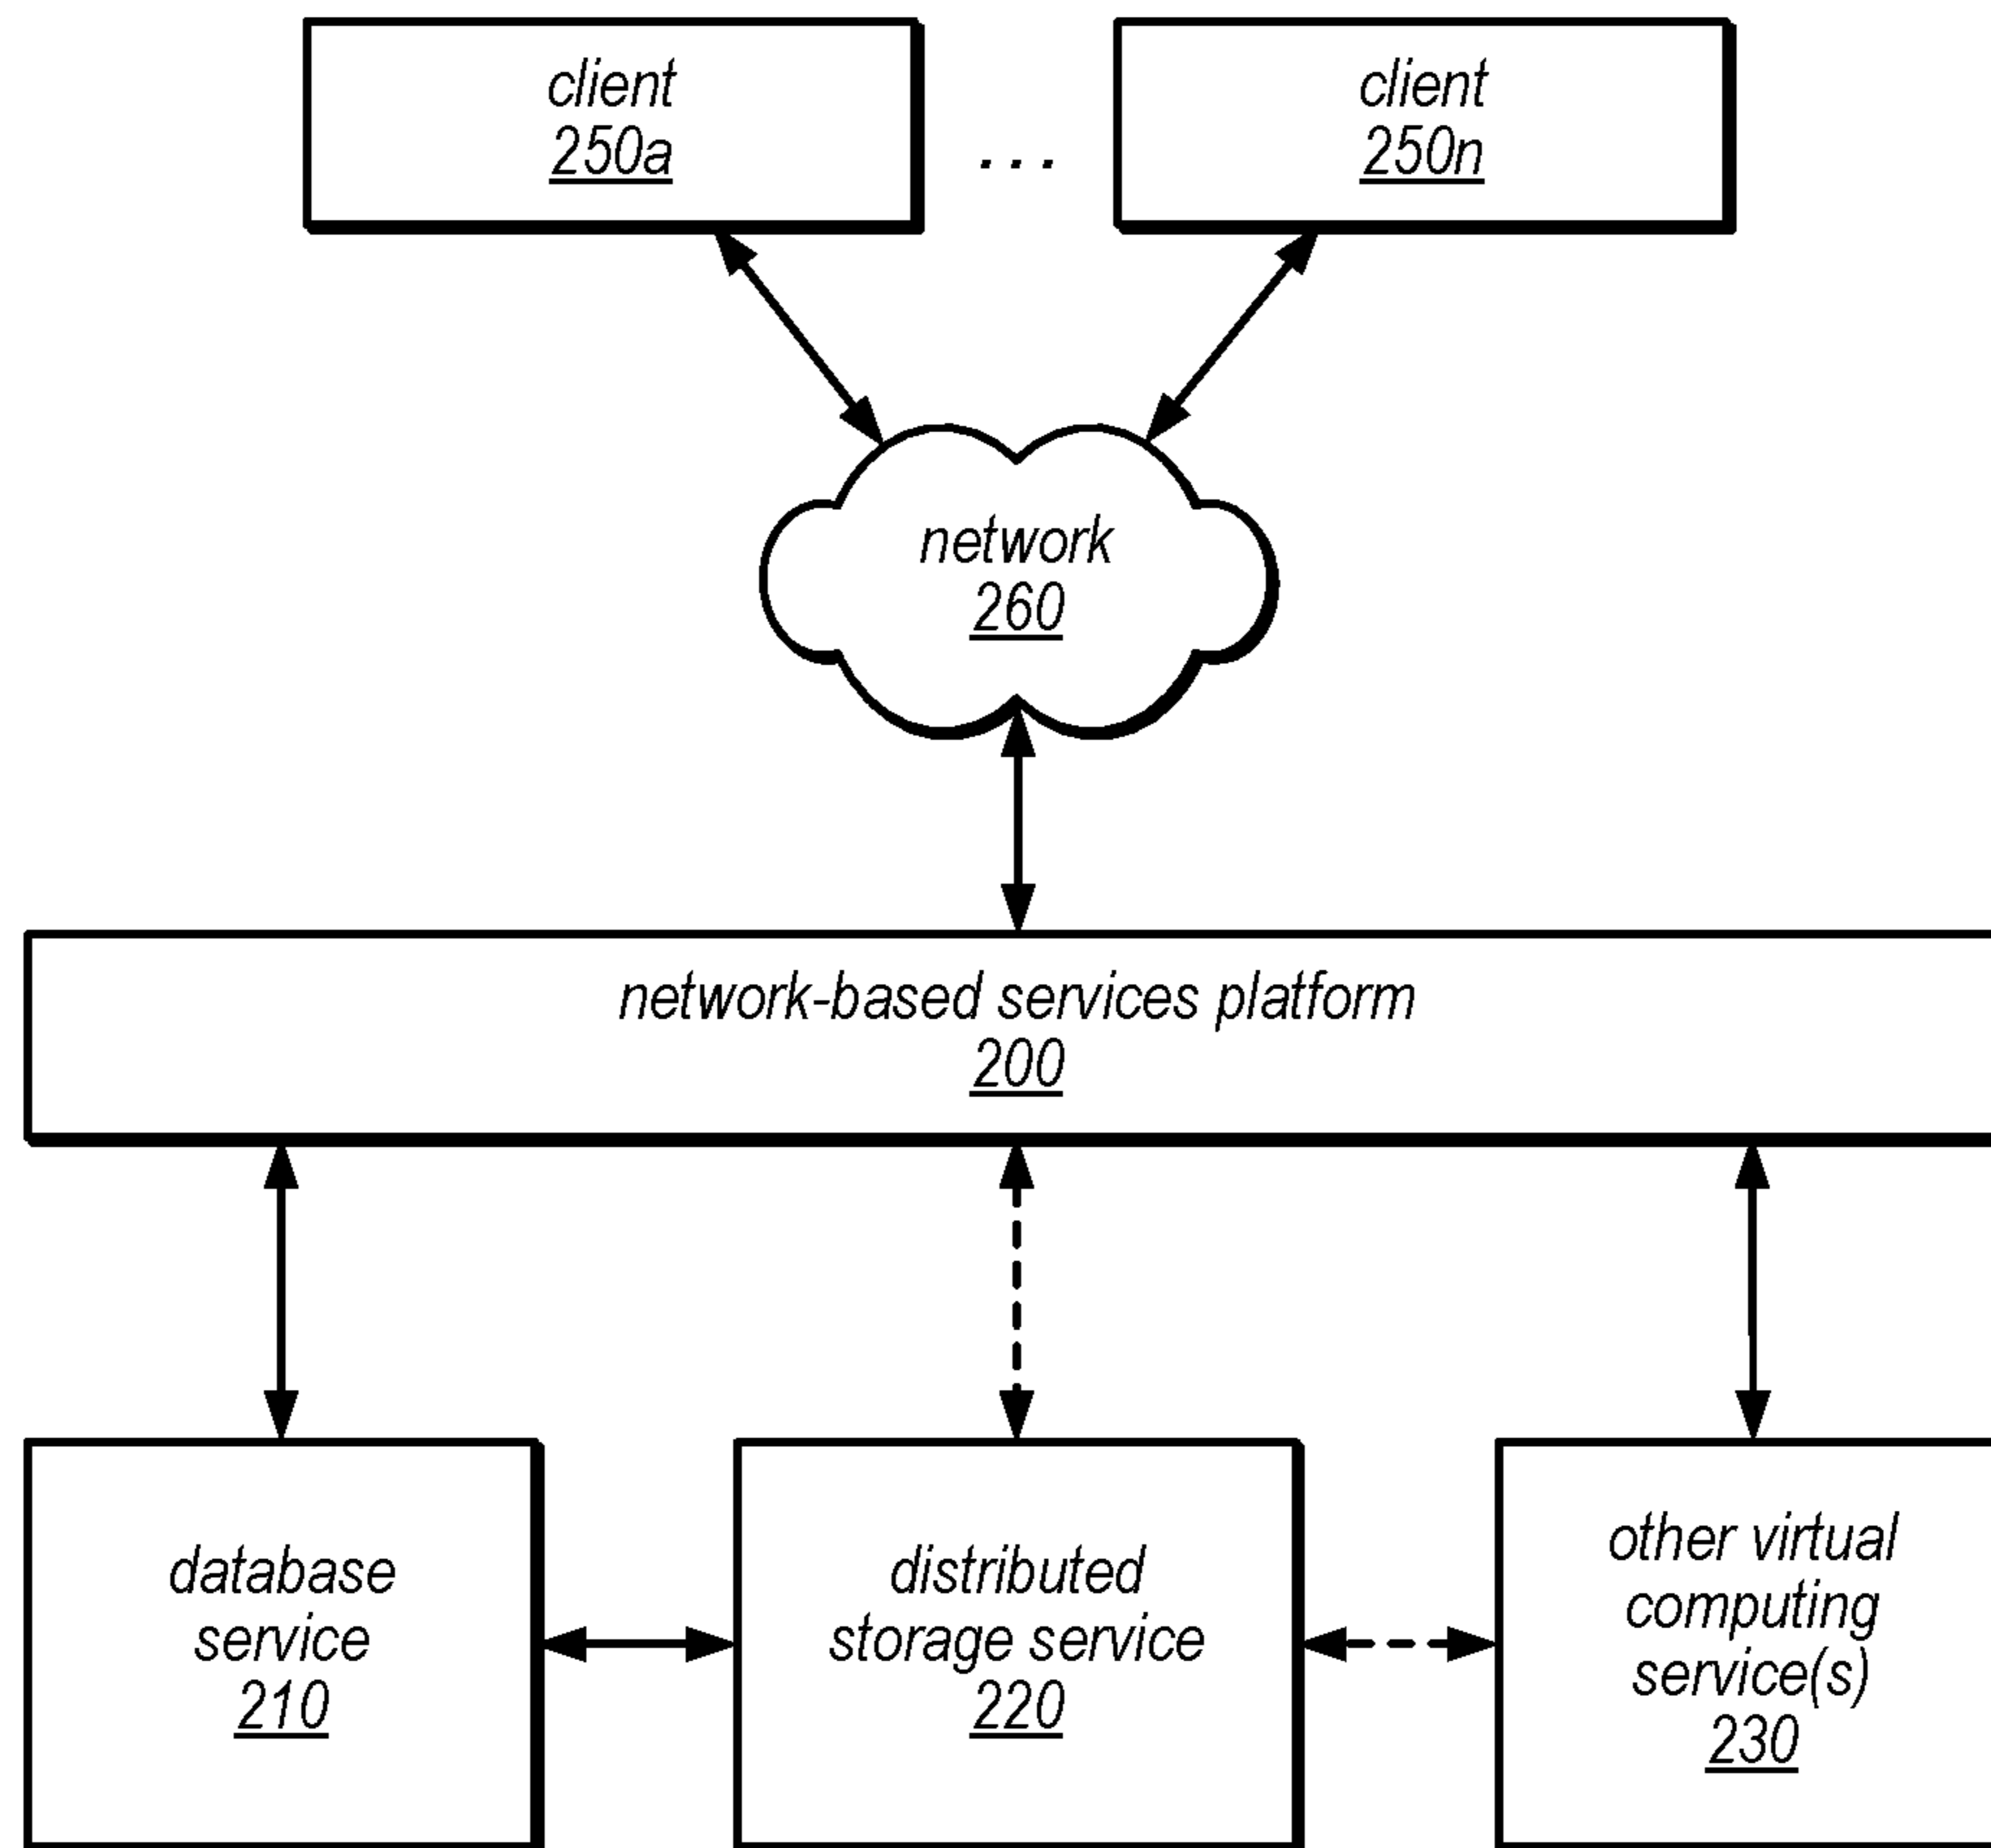 client
250a
...
client
250n
network
260
network-based services platform
200
database
service
210
distributed
storage service
220
other virtual
computing
service(s)
230